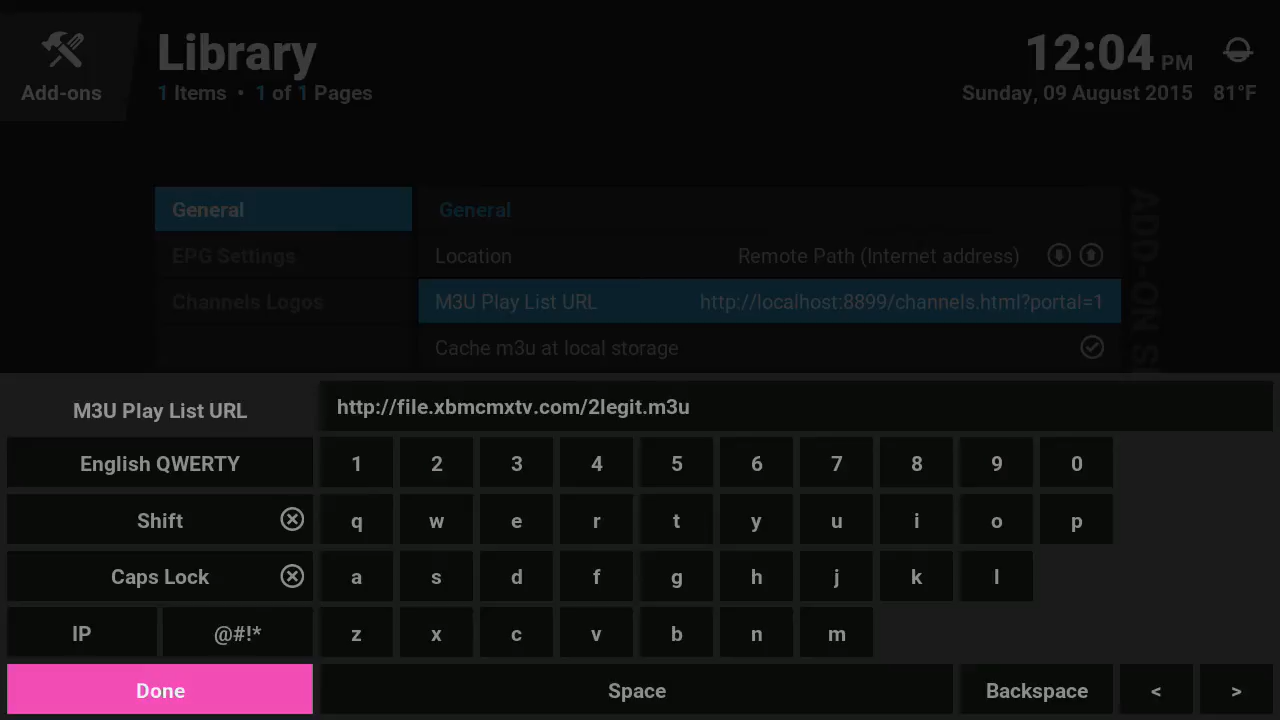 Add-ons
Library
1 Items • 1 of 1 Pages
12:04 PM
Sunday, 09 August 2015 81°F
General
EPG Settings
Channels Logos
General
Location Remote Path (Internet address)
M3U Play List URL http://localhost:8899/channels.html?portal=1
Cache m3u at local storage
ADD-ON
M3U Play List URL http://file.xbmcmxtv.com/2legit.m3u
English QWERTY 1 2 3 4 5 6 7 8 9 0
Shift q w e r t y u i o p
Caps Lock a s d f g h j k l
IP @#!* z x c v b n m
Done Space Backspace < >